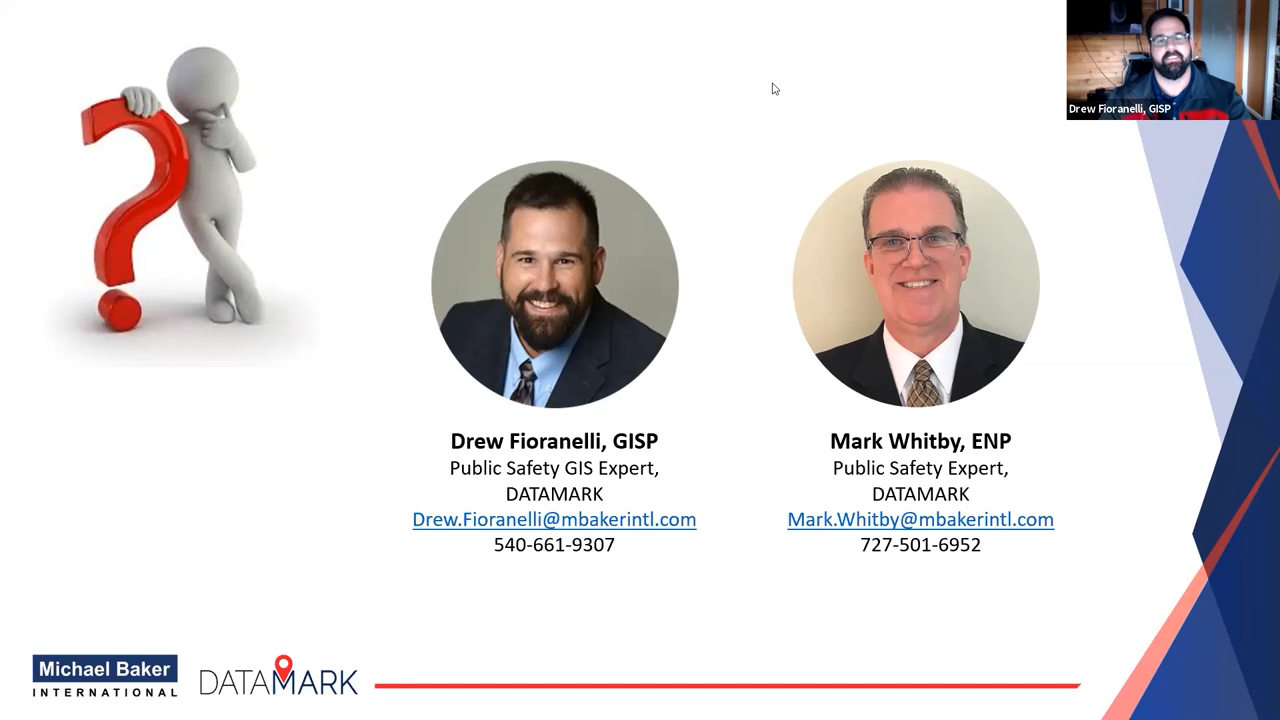 Drew Fioranelli, GISP
Drew Fioranelli, GISP
Public Safety GIS Expert,
DATAMARK
Drew.Fioranelli@mbakerintl.com
540-661-9307
Mark Whitby, ENP
Public Safety Expert,
DATAMARK
Mark.Whitby@mbakerintl.com
727-501-6952
Michael Baker
INTERNATIONAL
DATAMARK